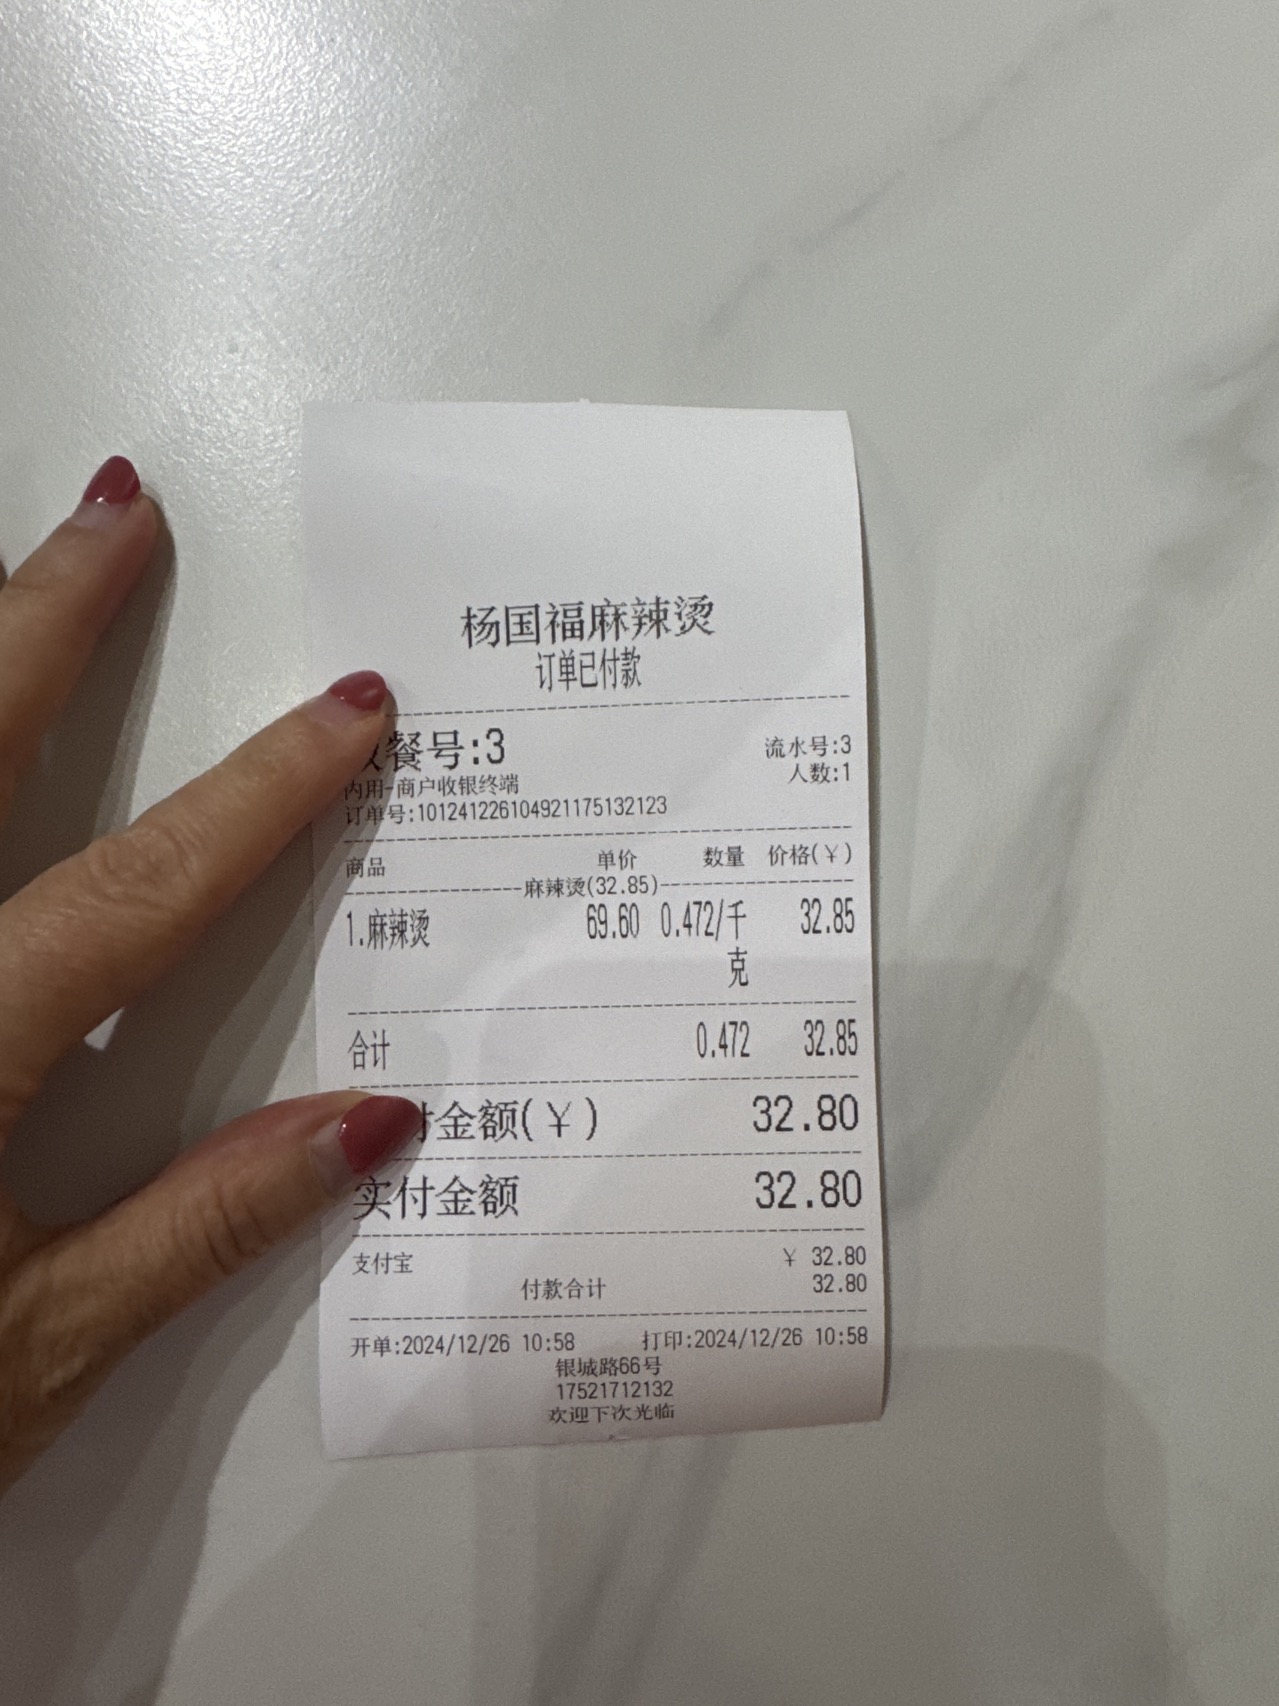 杨国福麻辣烫
订单已付款
餐号:3 流水号:3
人数:1
内用-商户收银终端
订单号:101241226104921175132123
商品 单价 数量 价格(¥)
麻辣烫(32.85)
1.麻辣烫 69.60 0.472/千克 32.85
合计 0.472 32.85
付金额(¥) 32.80
实付金额 32.80
支付宝 ¥ 32.80
付款合计 32.80
开单:2024/12/26 10:58 打印:2024/12/26 10:58
银城路66号
17521712132
欢迎下次光临